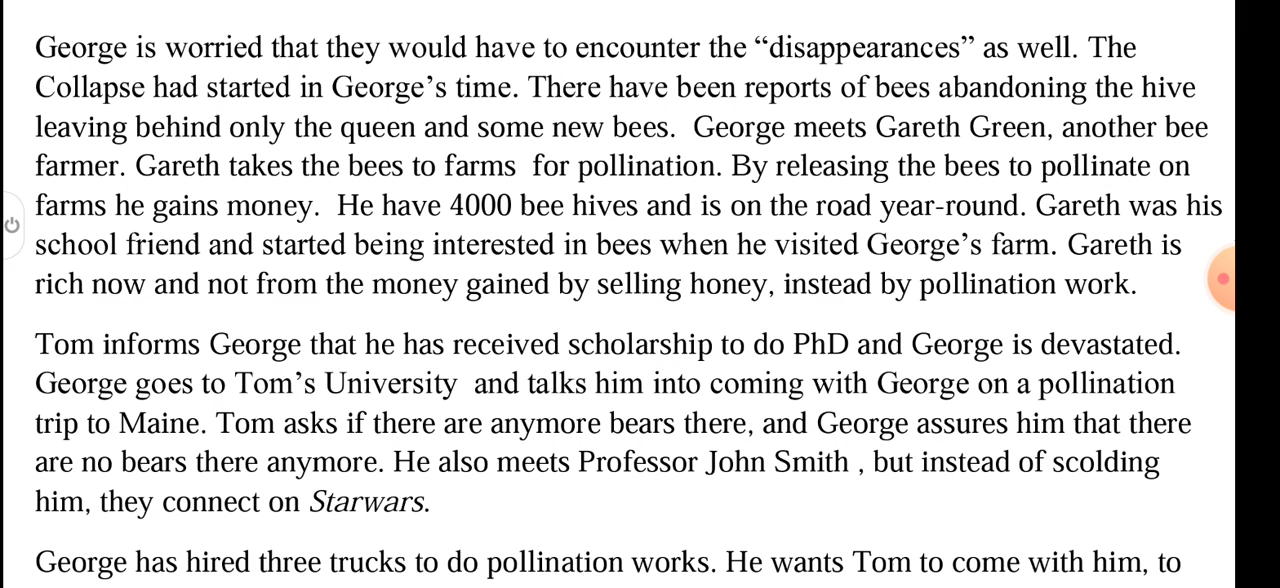 George is worried that they would have to encounter the “disappearances” as well. The
Collapse had started in George’s time. There have been reports of bees abandoning the hive
leaving behind only the queen and some new bees.  George meets Gareth Green, another bee
farmer. Gareth takes the bees to farms  for pollination. By releasing the bees to pollinate on
farms he gains money.  He have 4000 bee hives and is on the road year-round. Gareth was his
school friend and started being interested in bees when he visited George’s farm. Gareth is
rich now and not from the money gained by selling honey, instead by pollination work.
Tom informs George that he has received scholarship to do PhD and George is devastated.
George goes to Tom’s University  and talks him into coming with George on a pollination
trip to Maine. Tom asks if there are anymore bears there, and George assures him that there
are no bears there anymore. He also meets Professor John Smith , but instead of scolding
him, they connect on Starwars.
George has hired three trucks to do pollination works. He wants Tom to come with him, to